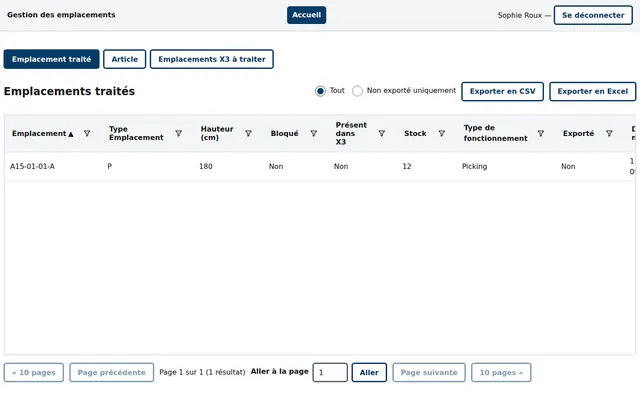 Gestion des emplacements
Accueil
Sophie Roux —
Se déconnecter
Emplacement traité
Article
Emplacements X3 à traiter
Emplacements traités
Tout
Non exporté uniquement
Exporter en CSV
Exporter en Excel
Emplacement ▲
Type
Emplacement
Hauteur
(cm)
Bloqué
Présent
dans
X3
Stock
Type de
fonctionnement
Exporté
A15-01-01-A
P
180
Non
Non
12
Picking
Non
« 10 pages
Page précédente
Page 1 sur 1 (1 résultat)
Aller à la page
1
Aller
Page suivante
10 pages »